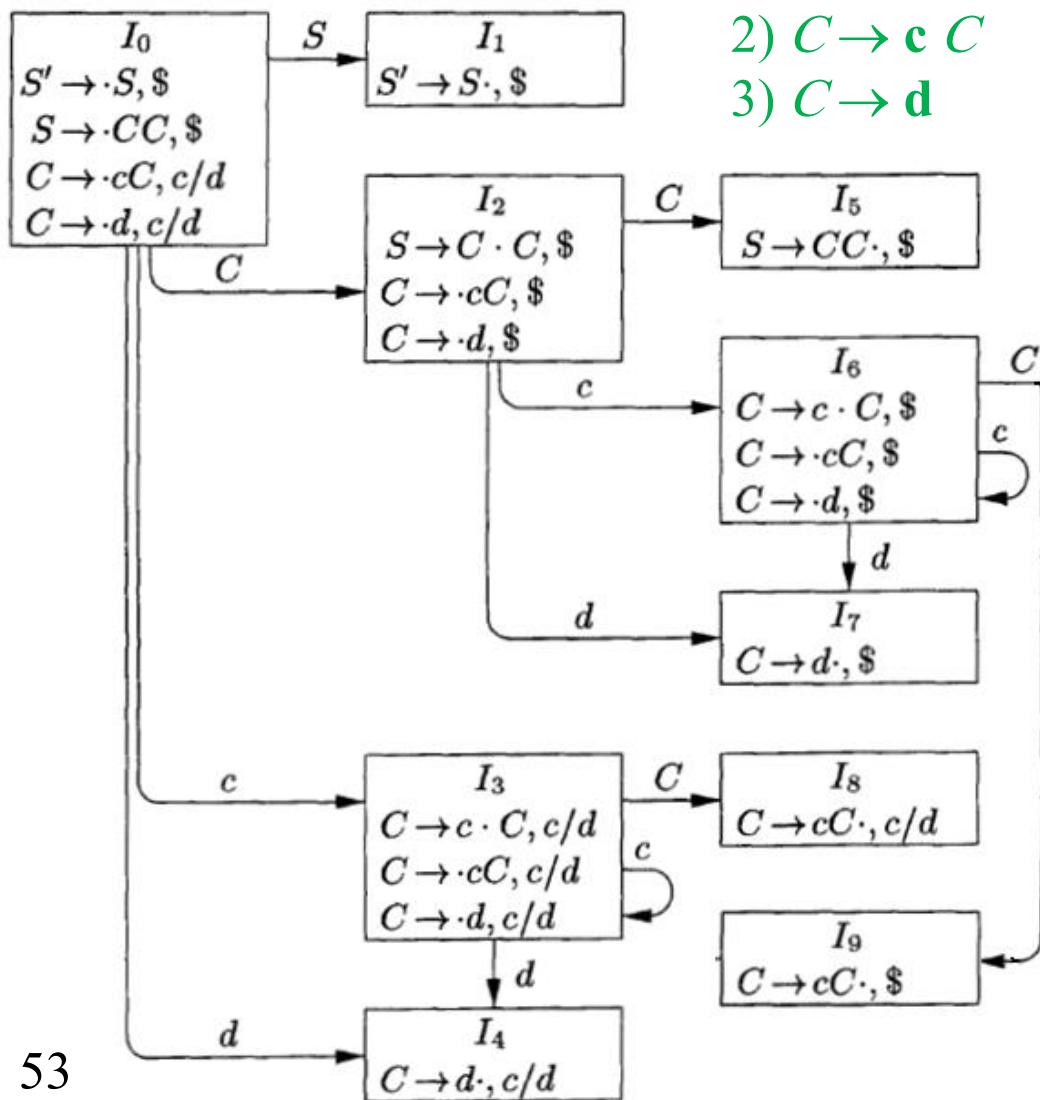 I₀
S' → ·S, $
S → ·CC, $
C → ·cC, c/d
C → ·d, c/d
S
I₁
S' → S·, $
2) C → c C
3) C → d
C
I₂
S → C · C, $
C → ·cC, $
C → ·d, $
C
I₅
S → CC·, $
c
I₆
C → c · C, $
C → ·cC, $
C → ·d, $
C
c
d
d
I₇
C → d·, $
c
I₃
C → c · C, c/d
C → ·cC, c/d
C → ·d, c/d
C
c
I₈
C → cC·, c/d
I₉
C → cC·, $
d
d
I₄
C → d·, c/d
53